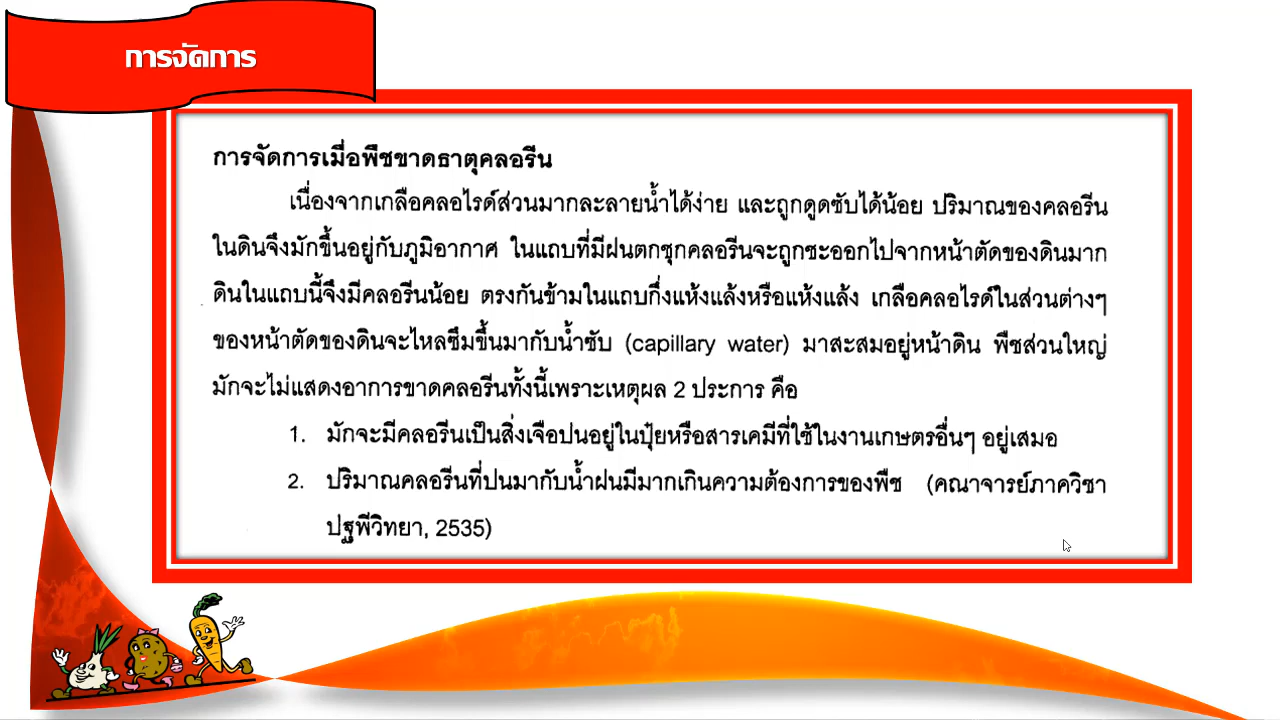 การจัดการ
การจัดการเมื่อพืชขาดธาตุคลอรีน
เนื่องจากเกลือคลอไรด์ส่วนมากละลายน้ำได้ง่าย และถูกดูดซับได้น้อย ปริมาณของคลอรีน
ในดินจึงมักขึ้นอยู่กับภูมิอากาศ ในแถบที่มีฝนตกชุกคลอรีนจะถูกชะออกไปจากหน้าตัดของดินมาก
ดินในแถบนี้จึงมีคลอรีนน้อย ตรงกันข้ามในแถบกึ่งแห้งแล้งหรือแห้งแล้ง เกลือคลอไรด์ในส่วนต่างๆ
ของหน้าตัดของดินจะไหลซึมขึ้นมากับน้ำซับ (capillary water) มาสะสมอยู่หน้าดิน พืชส่วนใหญ่
มักจะไม่แสดงอาการขาดคลอรีนทั้งนี้เพราะเหตุผล 2 ประการ คือ
1. มักจะมีคลอรีนเป็นสิ่งเจือปนอยู่ในปุ๋ยหรือสารเคมีที่ใช้ในงานเกษตรอื่นๆ อยู่เสมอ
2. ปริมาณคลอรีนที่ปนมากับน้ำฝนมีมากเกินความต้องการของพืช (คณาจารย์ภาควิชา
ปฐพีวิทยา, 2535)